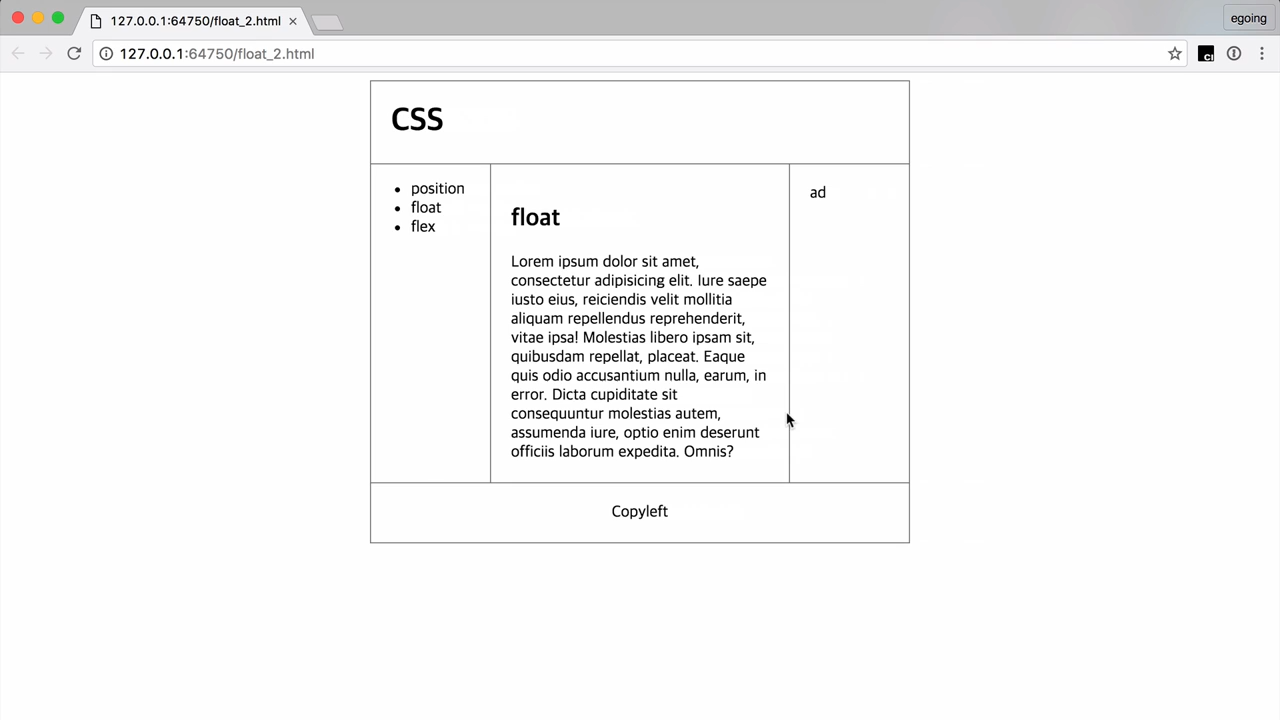 127.0.0.1:64750/float_2.html
egoing
127.0.0.1:64750/float_2.html
CSS
position
float
flex
float
Lorem ipsum dolor sit amet,
consectetur adipisicing elit. Iure saepe
iusto eius, reiciendis velit mollitia
aliquam repellendus reprehenderit,
vitae ipsa! Molestias libero ipsam sit,
quibusdam repellat, placeat. Eaque
quis odio accusantium nulla, earum, in
error. Dicta cupiditate sit
consequuntur molestias autem,
assumenda iure, optio enim deserunt
officiis laborum expedita. Omnis?
ad
Copyleft